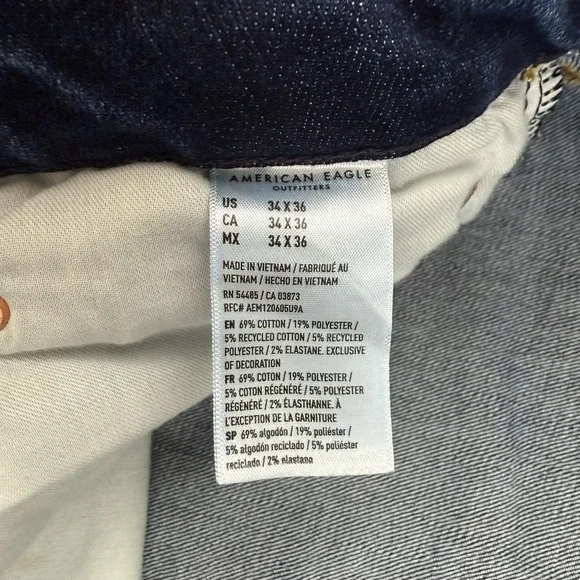 AMERICAN EAGLE
OUTFITTERS
US 34 X 36
CA 34 X 36
MX 34 X 36
MADE IN VIETNAM / FABRIQUÉ AU
VIETNAM / HECHO EN VIETNAM
RN 54485 / CA 03873
RFC# AEM120605U9A
EN 69% COTTON / 19% POLYESTER /
5% RECYCLED COTTON / 5% RECYCLED
POLYESTER / 2% ELASTANE. EXCLUSIVE
OF DECORATION
FR 69% COTON / 19% POLYESTER /
5% COTON RÉGÉNÉRÉ / 5% POLYESTER
RÉGÉNÉRÉ / 2% ÉLASTHANNE. À
L'EXCEPTION DE LA GARNITURE
SP 69% algodón / 19% poliéster /
5% algodón reciclado / 5% poliéster
reciclado / 2% elastano